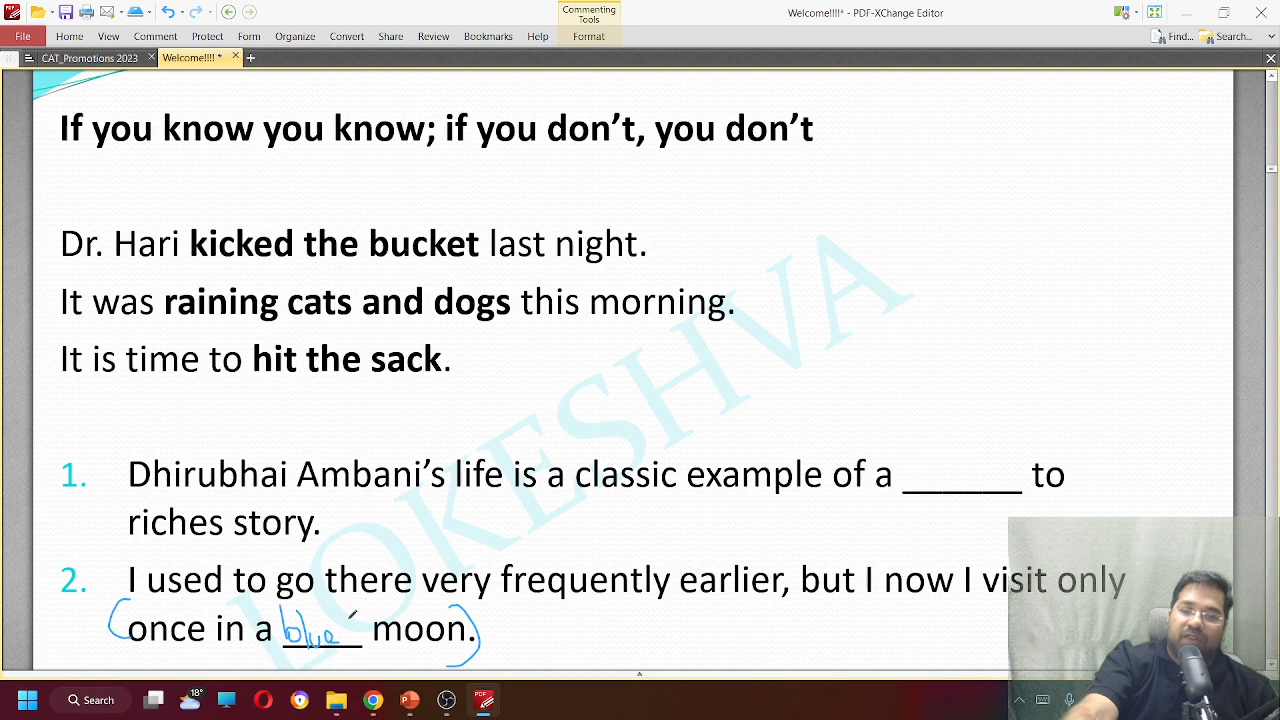 Commenting
Tools
Welcome!!!!* - PDF-XChange Editor
File Home View Comment Protect Form Organize Convert Share Review Bookmarks Help Format Find... Search...
CAT_Promotions 2023 Welcome!!!! *
If you know you know; if you don’t, you don’t
Dr. Hari kicked the bucket last night.
It was raining cats and dogs this morning.
It is time to hit the sack.
1. Dhirubhai Ambani’s life is a classic example of a ______ to
riches story.
2. I used to go there very frequently earlier, but I now I visit only
once in a blue moon.
LOKESHVA
Search 18°
PDF